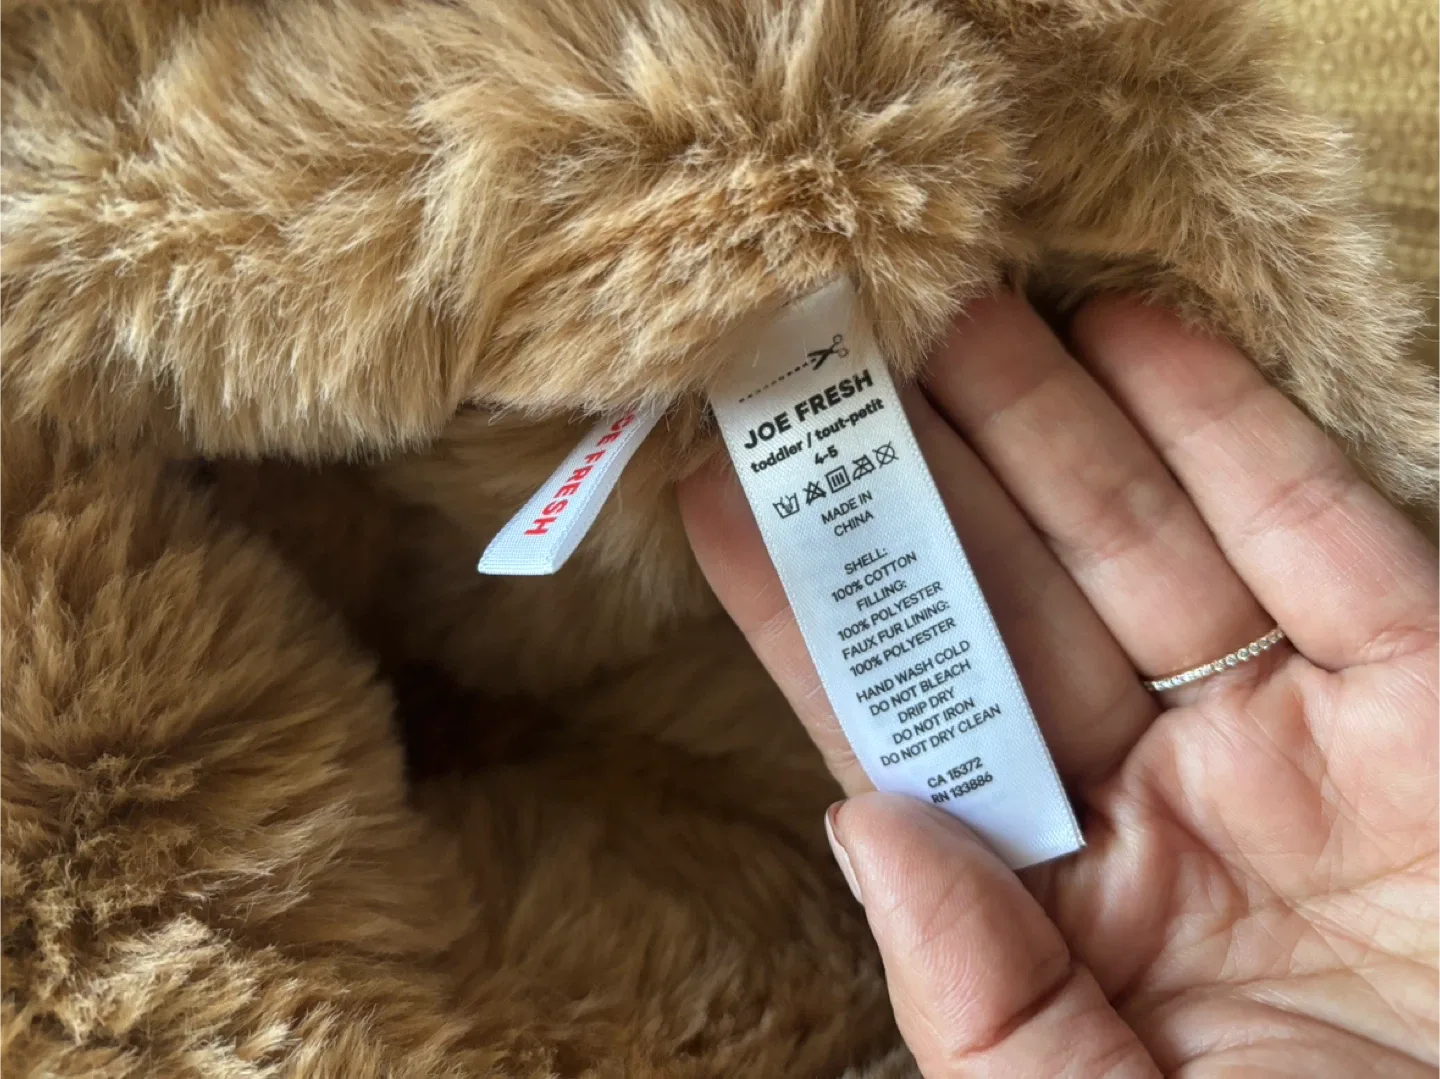 JOE FRESH
toddler / tout-petit
4-5
MADE IN
CHINA
SHELL:
100% COTTON
FILLING:
100% POLYESTER
FAUX FUR LINING:
100% POLYESTER
HAND WASH COLD
DO NOT BLEACH
DRIP DRY
DO NOT IRON
DO NOT DRY CLEAN
CA 15372
RN 133886
OE FRESH